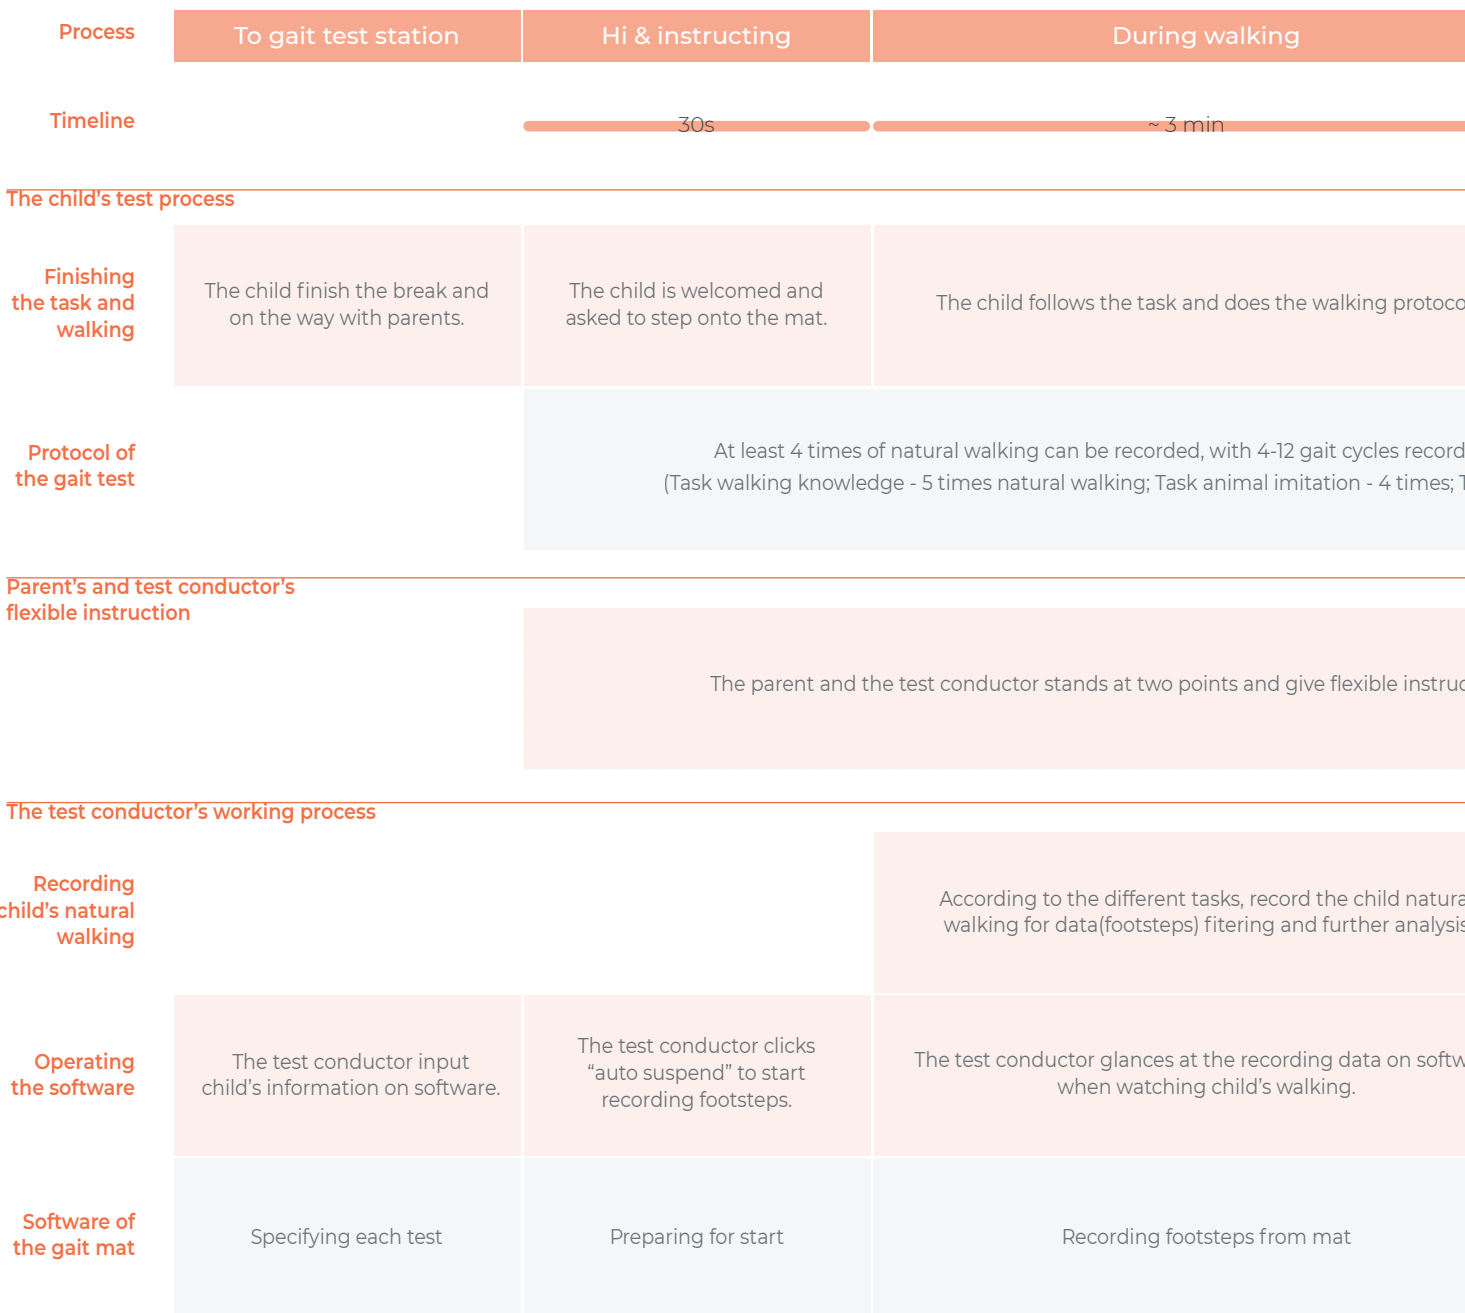 Process
To gait test station
Hi & instructing
During walking
Timeline
30s
~ 3 min
The child’s test process
Finishing
the task and
walking
The child finish the break and
on the way with parents.
The child is welcomed and
asked to step onto the mat.
The child follows the task and does the walking protoco
Protocol of
the gait test
At least 4 times of natural walking can be recorded, with 4-12 gait cycles record
(Task walking knowledge - 5 times natural walking; Task animal imitation - 4 times; T
Parent’s and test conductor’s
flexible instruction
The parent and the test conductor stands at two points and give flexible instruc
The test conductor’s working process
Recording
child’s natural
walking
According to the different tasks, record the child natura
walking for data(footsteps) fitering and further analysis
Operating
the software
The test conductor input
child’s information on software.
The test conductor clicks
“auto suspend” to start
recording footsteps.
The test conductor glances at the recording data on softw
when watching child’s walking.
Software of
the gait mat
Specifying each test
Preparing for start
Recording footsteps from mat